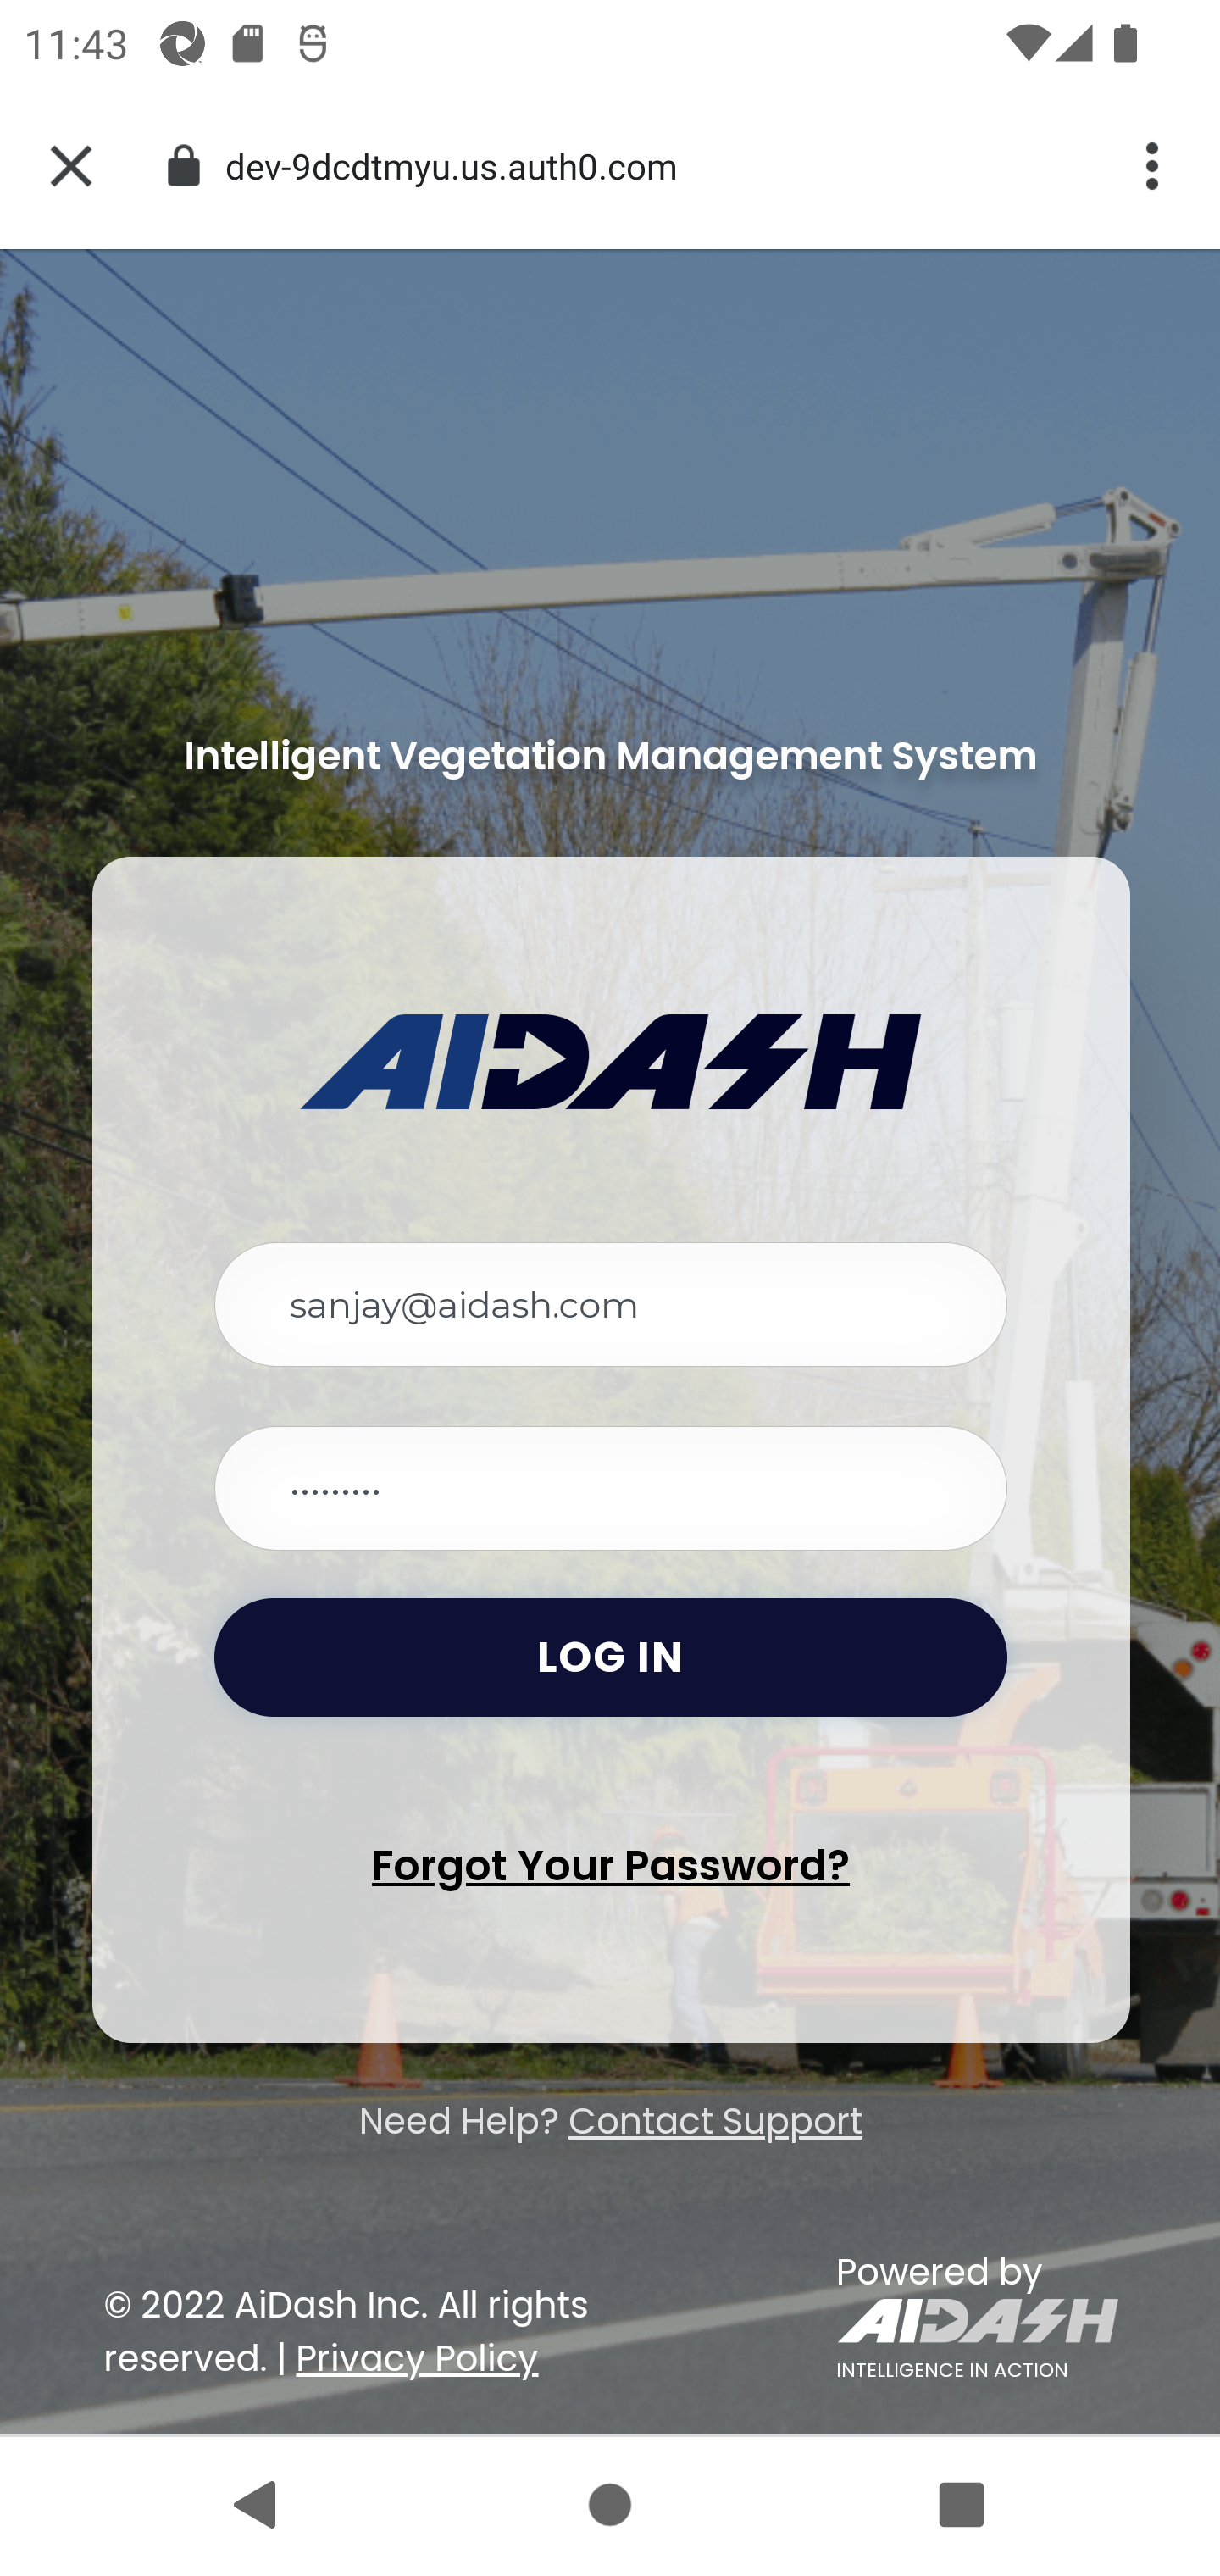 11:43
dev-9dcdtmyu.us.auth0.com
Intelligent Vegetation Management System
AIDASH
sanjay@aidash.com
•••••••••
LOG IN
Forgot Your Password?
Need Help? Contact Support
Powered by
© 2022 AiDash Inc. All rights
AIDASH
reserved. | Privacy Policy
INTELLIGENCE IN ACTION